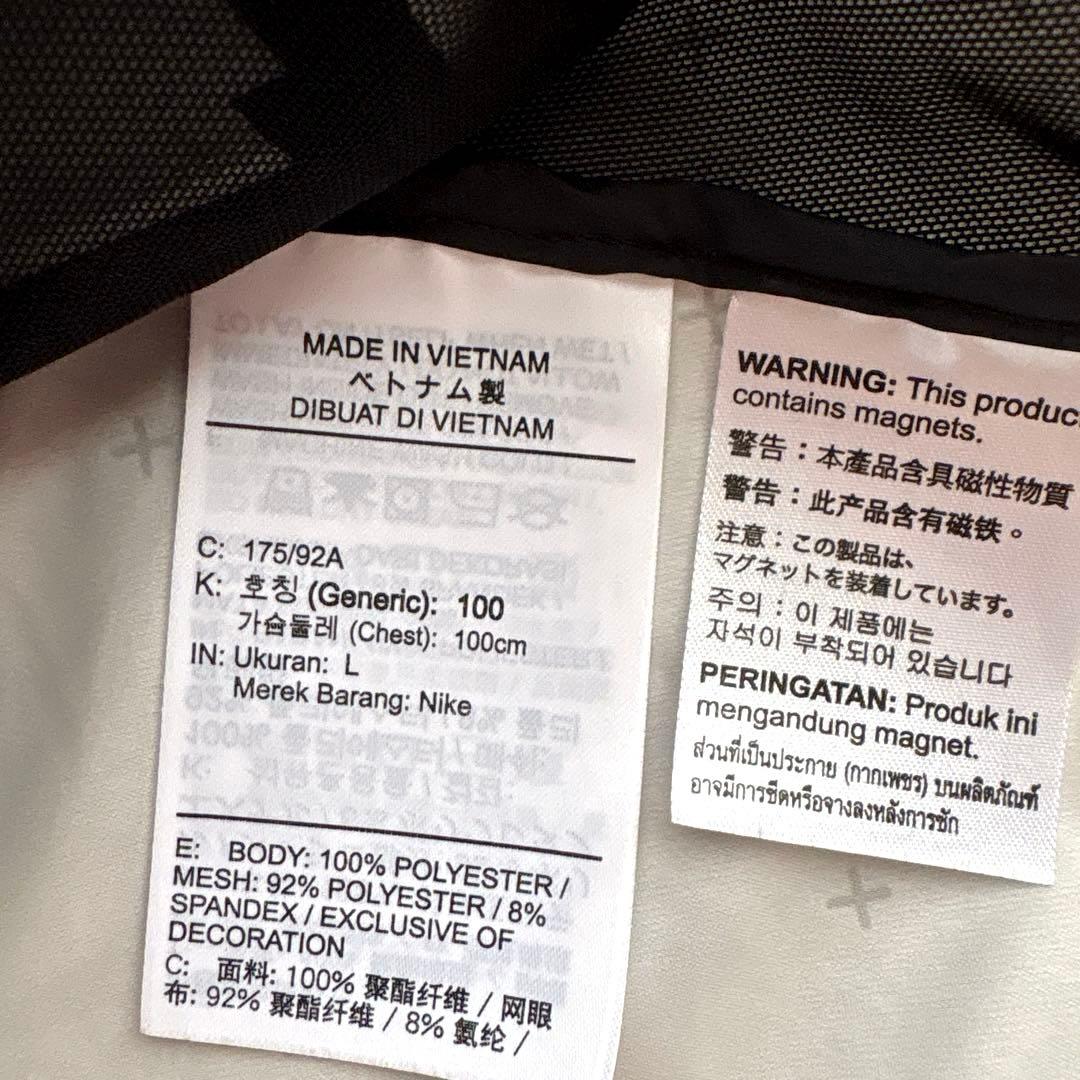 MADE IN VIETNAM
ベトナム製
DIBUAT DI VIETNAM
C: 175/92A
K: 호칭 (Generic): 100
가슴둘레 (Chest): 100cm
IN: Ukuran: L
Merek Barang: Nike
E: BODY: 100% POLYESTER /
MESH: 92% POLYESTER / 8%
SPANDEX / EXCLUSIVE OF
DECORATION
C: 面料: 100% 聚酯纤维 / 网眼
布: 92% 聚酯纤维 / 8% 氨纶 /
WARNING: This produc
contains magnets.
警告：本產品含具磁性物質
警告：此产品含有磁铁。
注意：この製品は、
マグネットを装着しています。
주의 : 이 제품에는
자석이 부착되어 있습니다
PERINGATAN: Produk ini
mengandung magnet.
ส่วนที่เป็นประกาย (กากเพชร) บนผลิตภัณฑ์
อาจมีการซีดหรือจางลงหลังการซัก